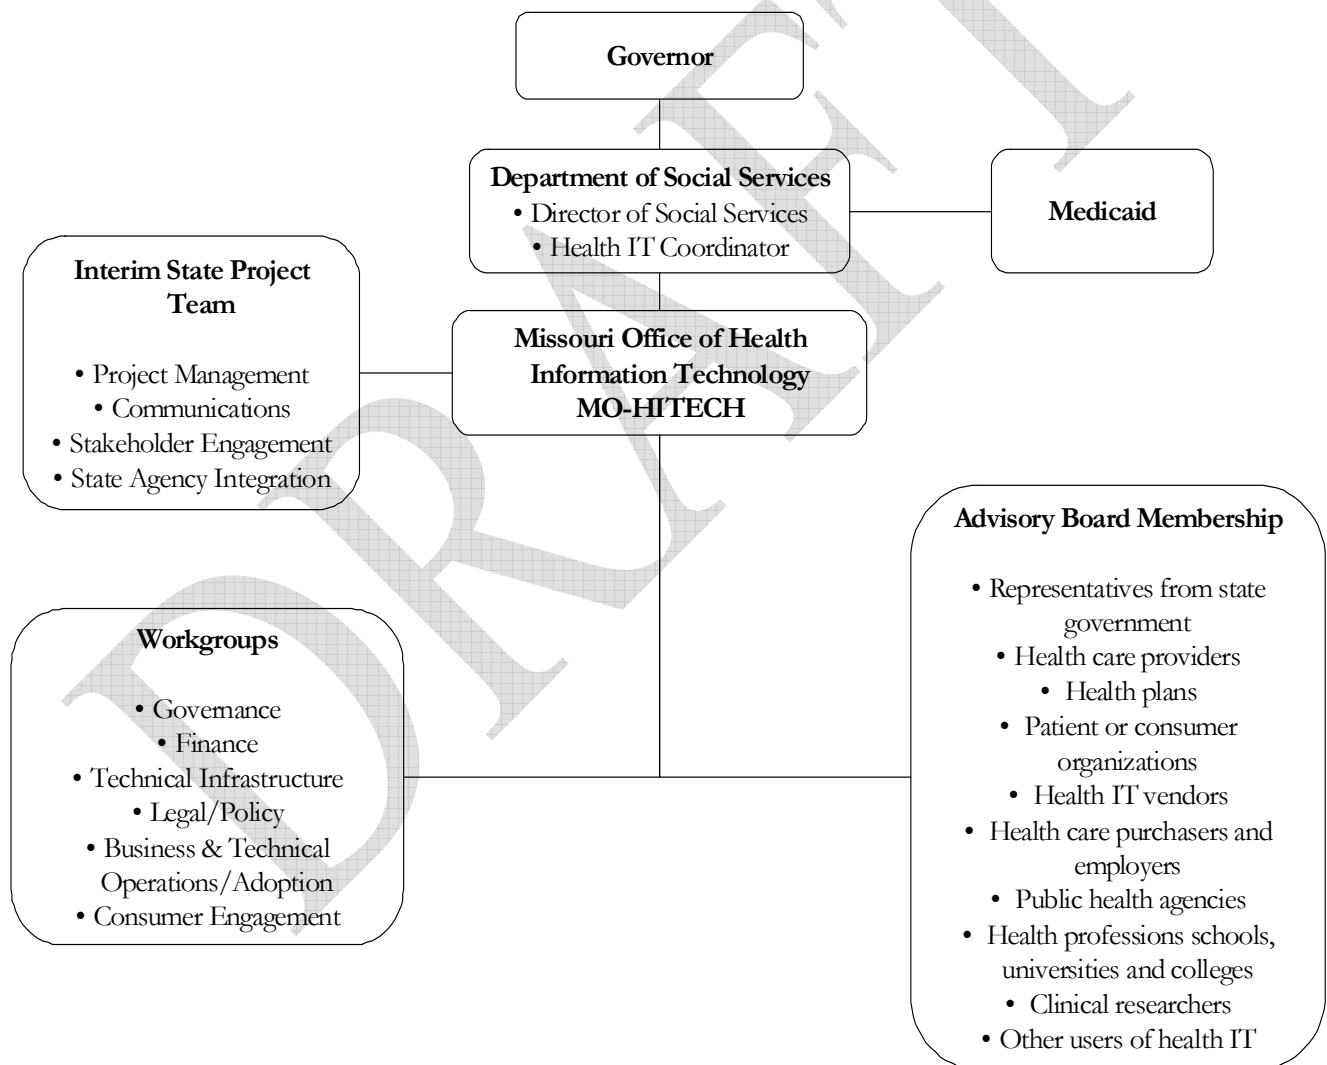 Governor
Department of Social Services
• Director of Social Services
• Health IT Coordinator
Medicaid
Interim State Project
Team
• Project Management
• Communications
• Stakeholder Engagement
• State Agency Integration
Missouri Office of Health
Information Technology
MO-HITECH
Workgroups
• Governance
• Finance
• Technical Infrastructure
• Legal/Policy
• Business & Technical
Operations/Adoption
• Consumer Engagement
Advisory Board Membership
• Representatives from state
government
• Health care providers
• Health plans
• Patient or consumer
organizations
• Health IT vendors
• Health care purchasers and
employers
• Public health agencies
• Health professions schools,
universities and colleges
• Clinical researchers
• Other users of health IT
DRAFT